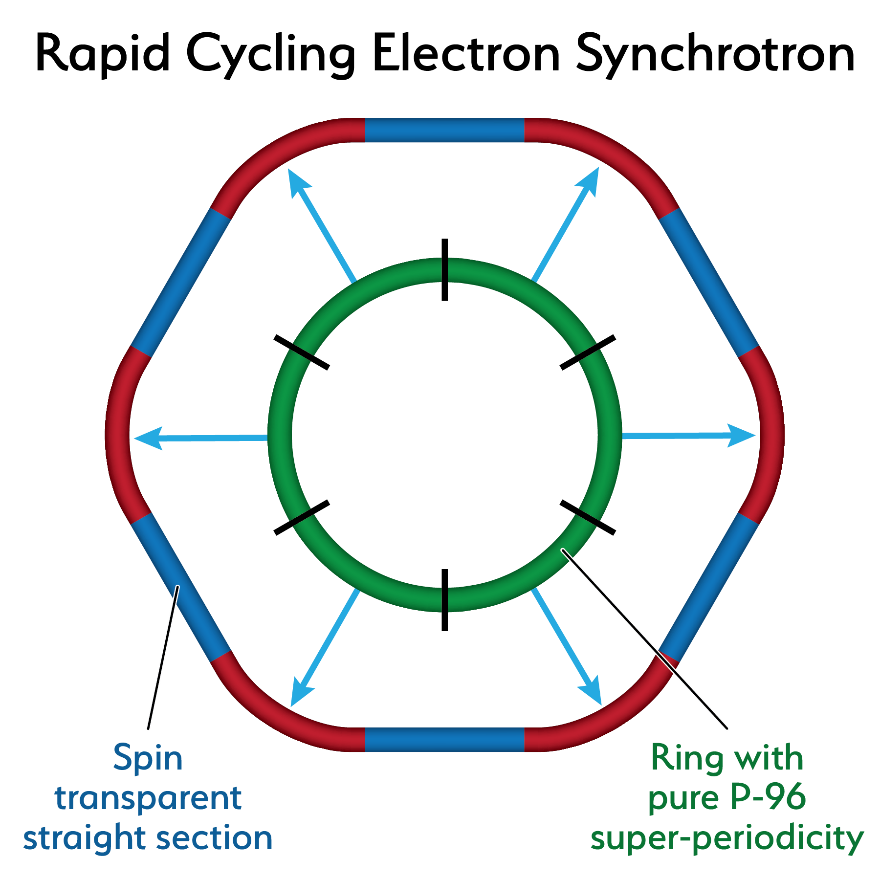 Rapid Cycling Electron Synchrotron
Spin
transparent
straight section
Ring with
pure P-96
super-periodicity